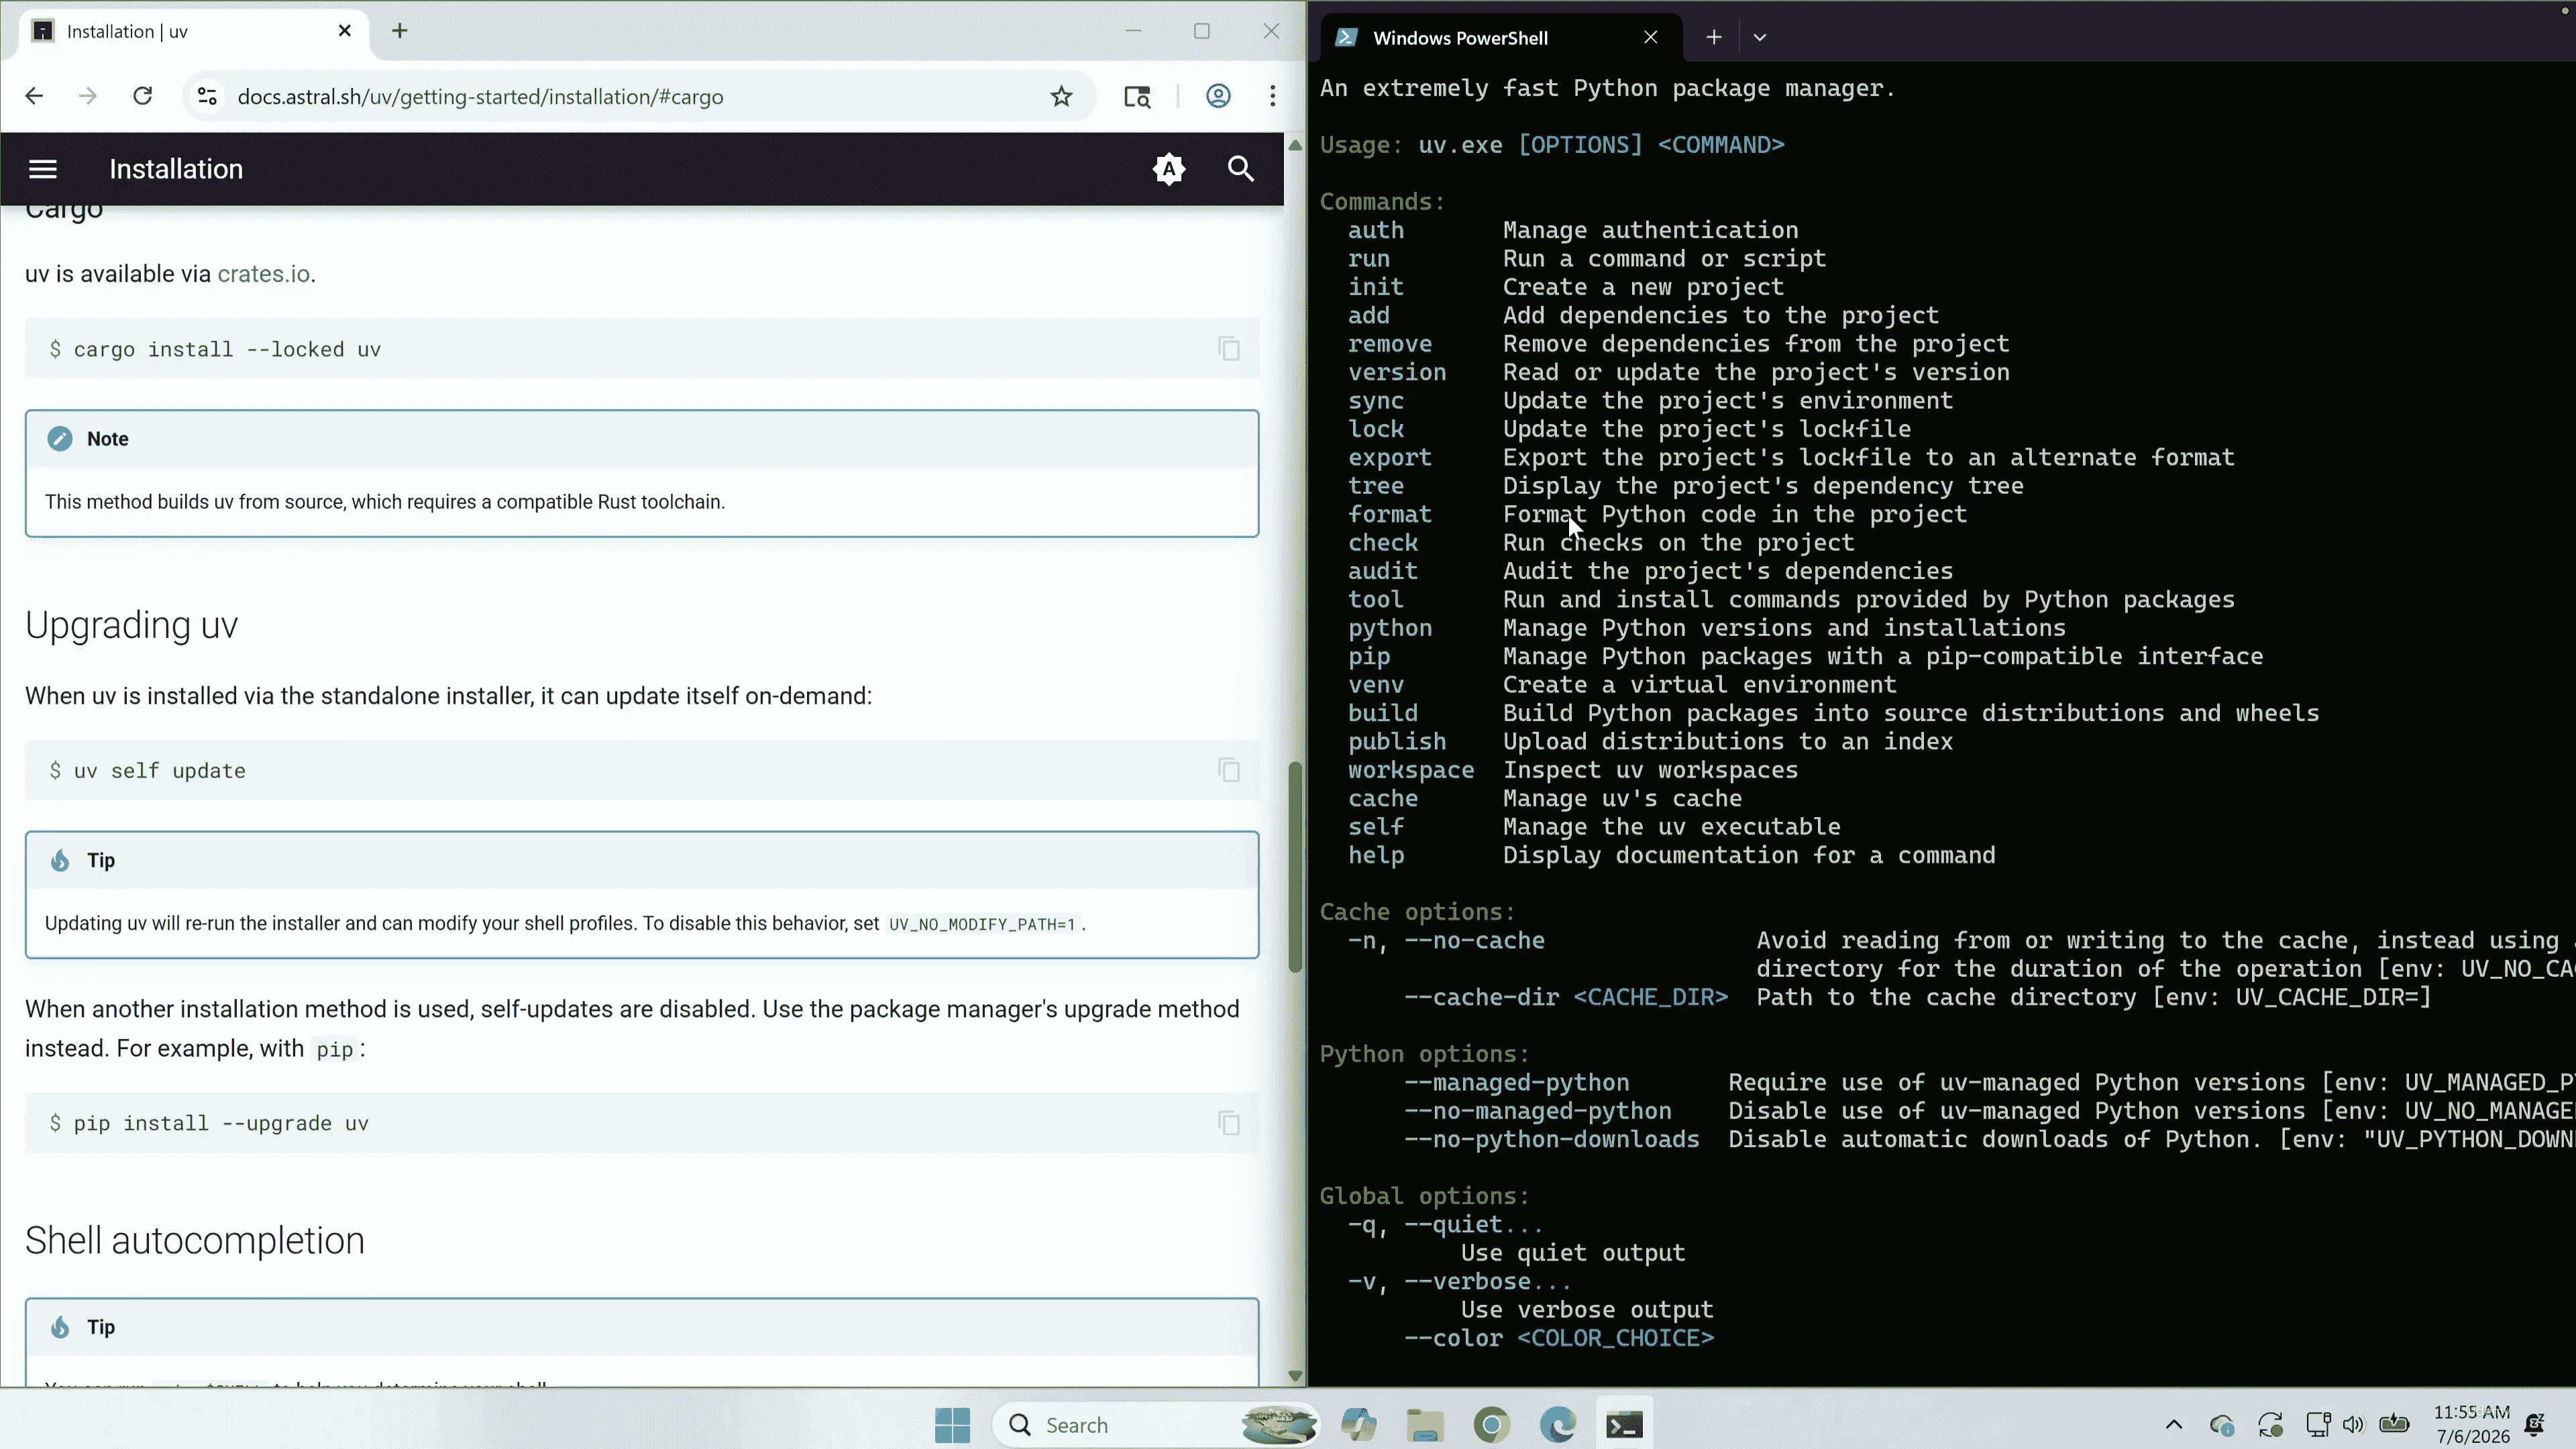 Installation | uv
docs.astral.sh/uv/getting-started/installation/#cargo
Installation
A
Cargo
uv is available via crates.io.
$ cargo install --locked uv
Note
This method builds uv from source, which requires a compatible Rust toolchain.
Upgrading uv
When uv is installed via the standalone installer, it can update itself on-demand:
$ uv self update
Tip
Updating uv will re-run the installer and can modify your shell profiles. To disable this behavior, set UV_NO_MODIFY_PATH=1.
When another installation method is used, self-updates are disabled. Use the package manager's upgrade method
instead. For example, with pip:
$ pip install --upgrade uv
Shell autocompletion
Tip
Windows PowerShell
An extremely fast Python package manager.
Usage: uv.exe [OPTIONS] <COMMAND>
Commands:
auth Manage authentication
run Run a command or script
init Create a new project
add Add dependencies to the project
remove Remove dependencies from the project
version Read or update the project's version
sync Update the project's environment
lock Update the project's lockfile
export Export the project's lockfile to an alternate format
tree Display the project's dependency tree
format Format Python code in the project
check Run checks on the project
audit Audit the project's dependencies
tool Run and install commands provided by Python packages
python Manage Python versions and installations
pip Manage Python packages with a pip-compatible interface
venv Create a virtual environment
build Build Python packages into source distributions and wheels
publish Upload distributions to an index
workspace Inspect uv workspaces
cache Manage uv's cache
self Manage the uv executable
help Display documentation for a command
Cache options:
-n, --no-cache Avoid reading from or writing to the cache, instead using
directory for the duration of the operation [env: UV_NO_CA
--cache-dir <CACHE_DIR> Path to the cache directory [env: UV_CACHE_DIR=]
Python options:
--managed-python Require use of uv-managed Python versions [env: UV_MANAGED_P
--no-managed-python Disable use of uv-managed Python versions [env: UV_NO_MANAGE
--no-python-downloads Disable automatic downloads of Python. [env: "UV_PYTHON_DOWN
Global options:
-q, --quiet...
Use quiet output
-v, --verbose...
Use verbose output
--color <COLOR_CHOICE>
Search
11:55 AM
7/6/2026